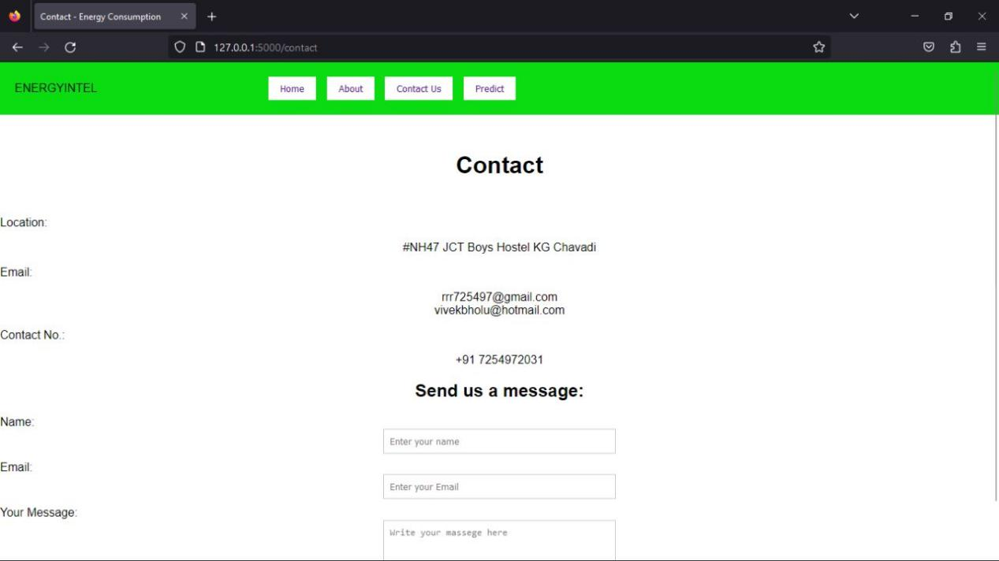 Contact - Energy Consumption
127.0.0.1:5000/contact
ENERGYINTEL
Home About Contact Us Predict
Contact
Location:
#NH47 JCT Boys Hostel KG Chavadi
Email:
rrr725497@gmail.com
vivekbholu@hotmail.com
Contact No.:
+91 7254972031
Send us a message:
Name:
Enter your name
Email:
Enter your Email
Your Message:
Write your massege here